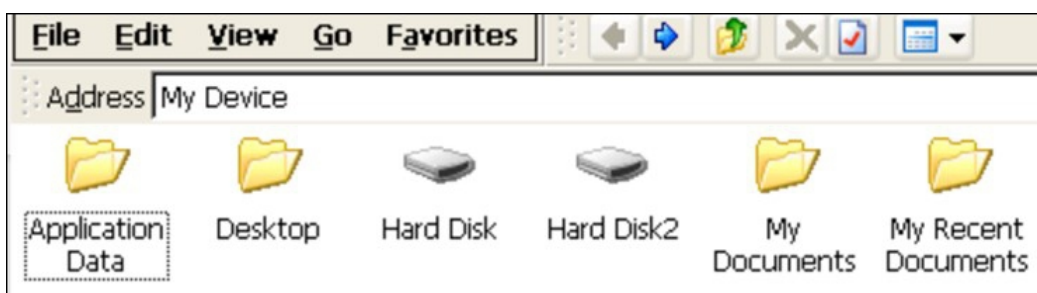 File Edit View Go Favorites
Address My Device
Application Data
Desktop
Hard Disk
Hard Disk2
My Documents
My Recent Documents